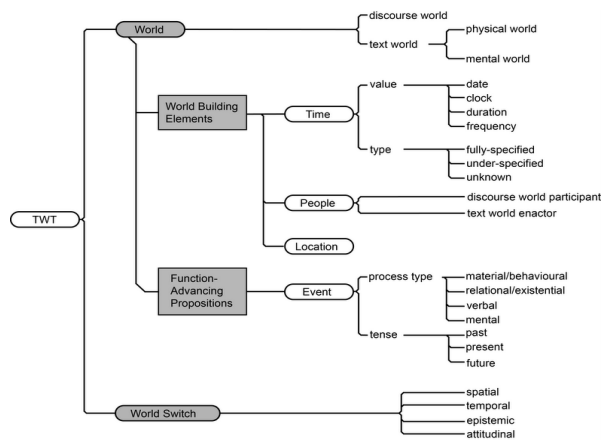 discourse world
World
physical world
text world
mental world
value
date
clock
World Building
Elements
Time
duration
frequency
type
fully-specified
under-specified
unknown
discourse world participant
People
text world enactor
TWT
Location
process type
material/behavioural
Function-
Advancing
Propositions
Event
relational/existential
verbal
mental
tense
past
present
future
spatial
World Switch
temporal
epistemic
attitudinal